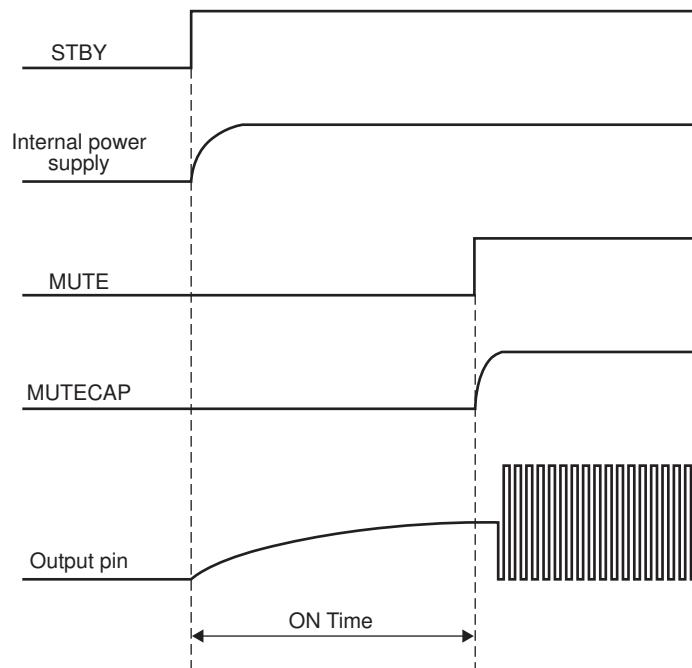 STBY
Internal power
supply
MUTE
MUTECAP
Output pin
ON Time